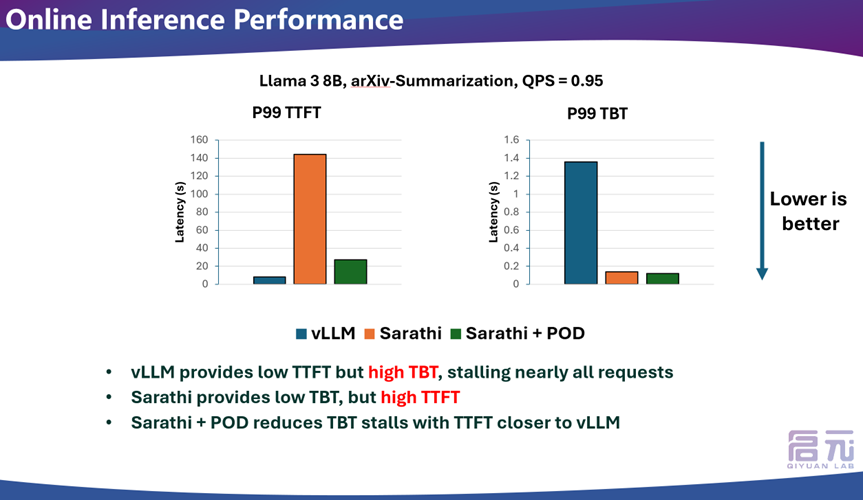 Online Inference Performance
Llama 3 8B, arXiv-Summarization, QPS = 0.95
P99 TTFT
Latency (s)
160
140
120
100
80
60
40
20
0
P99 TBT
Latency (s)
1.6
1.4
1.2
1
0.8
0.6
0.4
0.2
0
Lower is
better
vLLM Sarathi Sarathi + POD
• vLLM provides low TTFT but high TBT, stalling nearly all requests
• Sarathi provides low TBT, but high TTFT
• Sarathi + POD reduces TBT stalls with TTFT closer to vLLM
启元
QIYUAN LAB